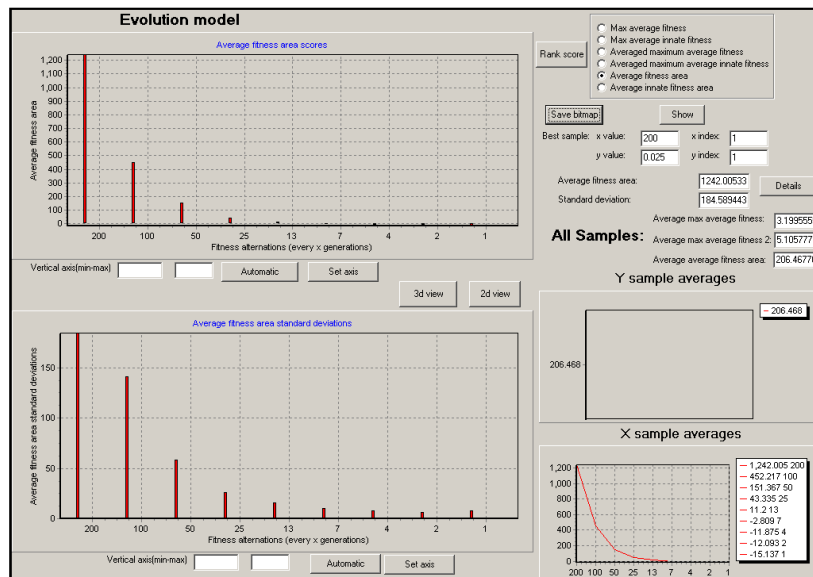 Evolution model
Average fitness area scores
Average fitness area
1,200
1,100
1,000
900
800
700
600
500
400
300
200
100
0
200 100 50 25 13 7 4 2 1
Fitness alternations (every x generations)
Vertical axis(min-max)
Automatic
Set axis
3d view
2d view
Average fitness area standard deviations
Average fitness area standard deviations
150
100
50
0
200 100 50 25 13 7 4 2 1
Fitness alternations (every x generations)
Vertical axis(min-max)
Automatic
Set axis
Rank score
Max average fitness
Max average innate fitness
Averaged maximum average fitness
Averaged maximum average innate fitness
Average fitness area
Average innate fitness area
Save bitmap
Show
Best sample: x value: 200 x index: 1
y value: 0.025 y index: 1
Average fitness area: 1242.00533
Standard deviation: 184.589443
Details
All Samples:
Average max average fitness: 3.199555
Average max average fitness 2: 5.105777
Average average fitness area: 206.46770
Y sample averages
206.468
206.468
X sample averages
1,200
1,000
800
600
400
200
0
200 100 50 25 13 7 4 2 1
1,242.005 200
452.217 100
151.367 50
43.335 25
11.2 13
-2.809 7
-11.875 4
-12.093 2
-15.137 1